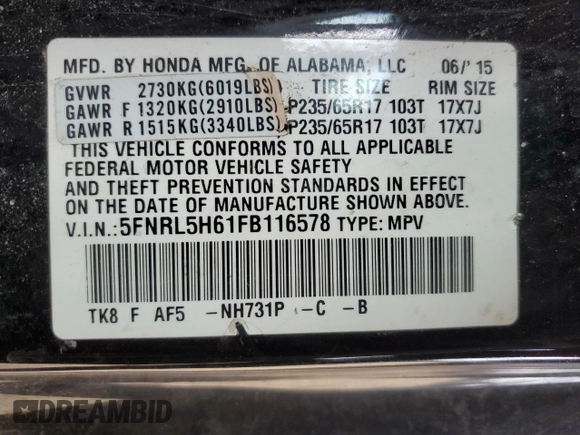 MFD. BY HONDA MFG. OF ALABAMA, LLC 06/'15
GVWR 2730KG(6019LBS) TIRE SIZE RIM SIZE
GAWR F 1320KG(2910LBS) P235/65R17 103T 17X7J
GAWR R 1515KG(3340LBS) P235/65R17 103T 17X7J
THIS VEHICLE CONFORMS TO ALL APPLICABLE
FEDERAL MOTOR VEHICLE SAFETY
AND THEFT PREVENTION STANDARDS IN EFFECT
ON THE DATE OF MANUFACTURE SHOWN ABOVE.
V.I.N.:5FNRL5H61FB116578 TYPE: MPV
TK8 F AF5 -NH731P -C -B
DREAMBID